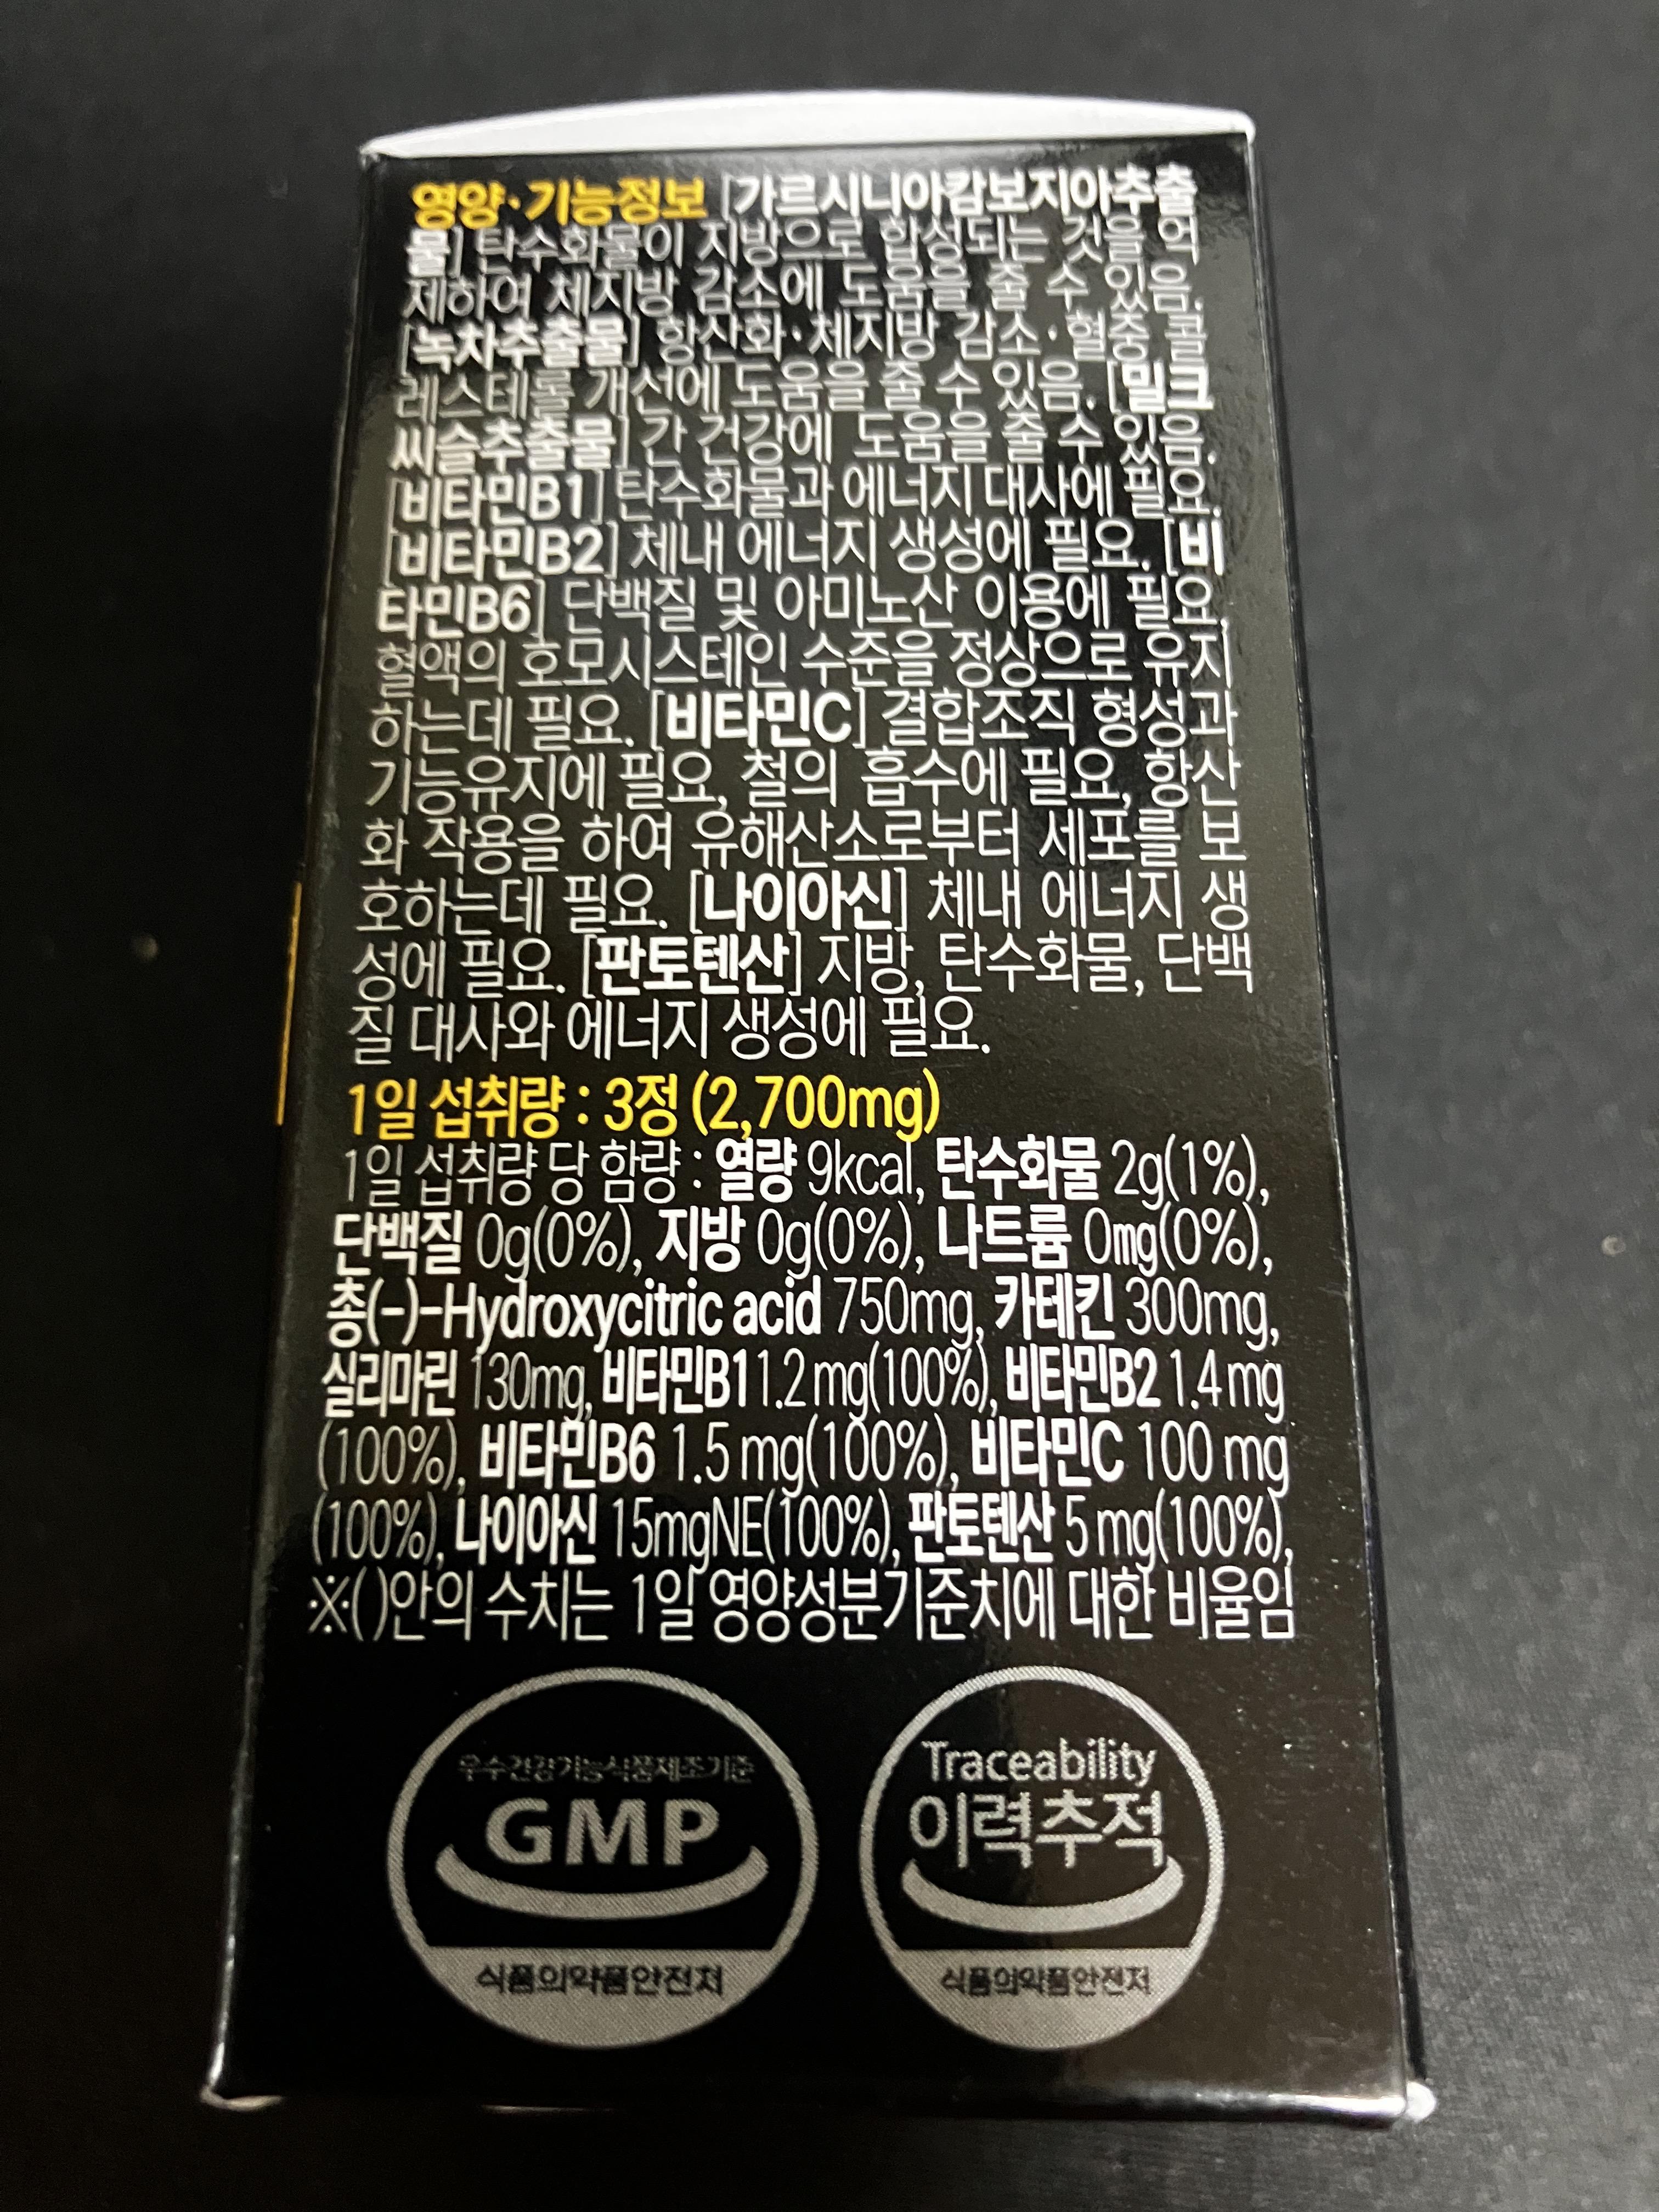 영양·기능정보 [가르시니아캄보지아추출
물] 탄수화물이 지방으로 합성되는 것을 억
제하여 체지방 감소에 도움을 줄 수 있음.
[녹차추출물] 항산화·체지방 감소·혈중 콜
레스테롤 개선에 도움을 줄 수 있음. [밀크
씨슬추출물] 간 건강에 도움을 줄 수 있음.
[비타민B1] 탄수화물과 에너지 대사에 필요.
[비타민B2] 체내 에너지 생성에 필요. [비
타민B6] 단백질 및 아미노산 이용에 필요,
혈액의 호모시스테인 수준을 정상으로 유지
하는데 필요. [비타민C] 결합조직 형성과
기능유지에 필요, 철의 흡수에 필요, 항산
화 작용을 하여 유해산소로부터 세포를 보
호하는데 필요. [나이아신] 체내 에너지 생
성에 필요. [판토텐산] 지방, 탄수화물, 단백
질 대사와 에너지 생성에 필요.
1일 섭취량 : 3정 (2,700mg)
1일 섭취량 당 함량 : 열량 9kcal, 탄수화물 2g(1%),
단백질 0g(0%), 지방 0g(0%), 나트륨 0mg(0%),
총(-)-Hydroxycitric acid 750mg, 카테킨 300mg,
실리마린 130mg, 비타민B1 1.2 mg(100%), 비타민B2 1.4 mg
(100%), 비타민B6 1.5 mg(100%), 비타민C 100 mg
(100%), 나이아신 15mgNE(100%), 판토텐산 5 mg(100%),
※( )안의 수치는 1일 영양성분기준치에 대한 비율임
우수건강기능식품제조기준
GMP
식품의약품안전처
Traceability
이력추적
식품의약품안전처